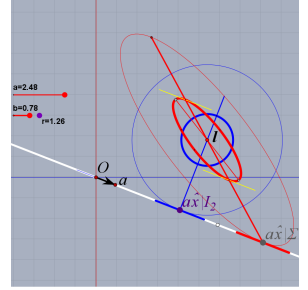 a=2.48
b=0.78
r=1.26
l
O
a
ax̂|I₂
ax̂|Σ